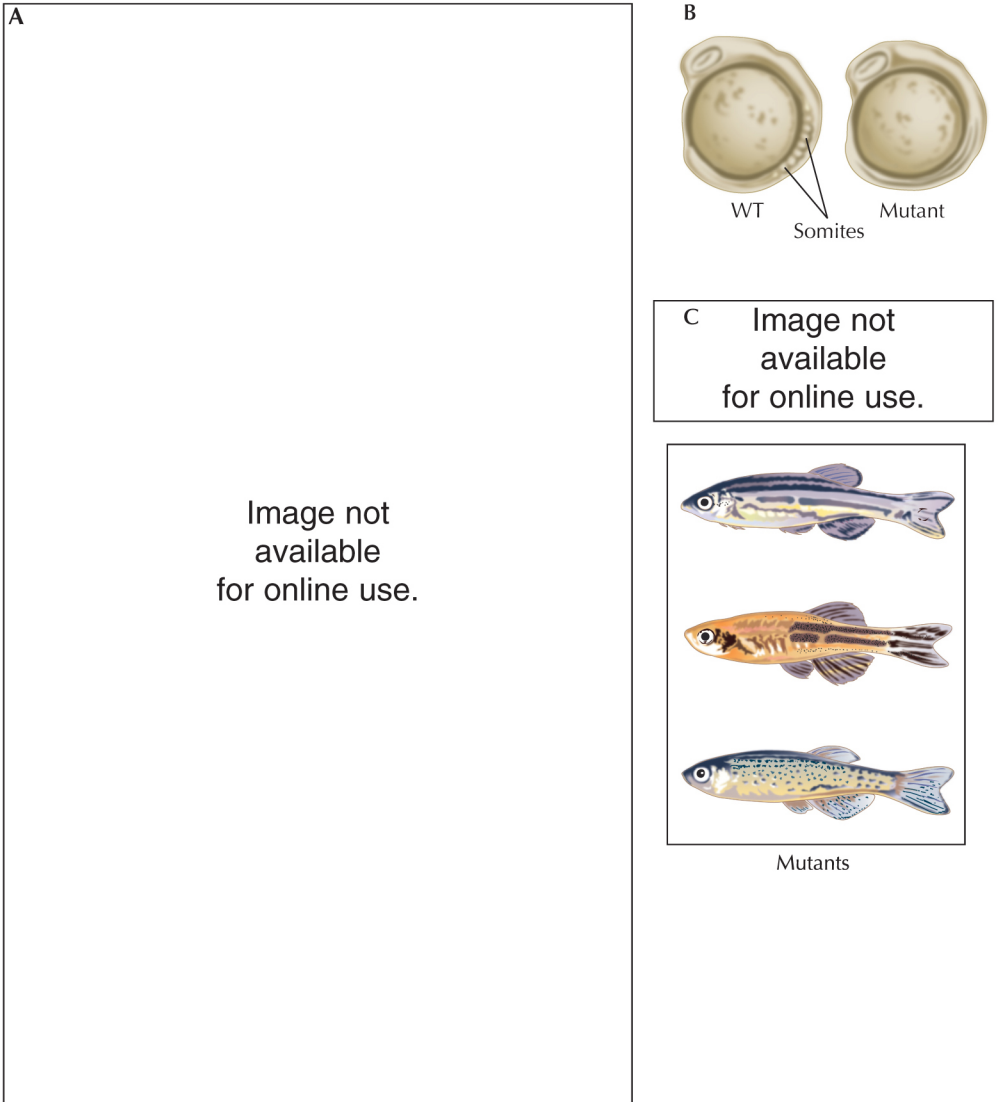 A
Image not
available
for online use.
B
WT
Mutant
Somites
C
Image not
available
for online use.
Mutants